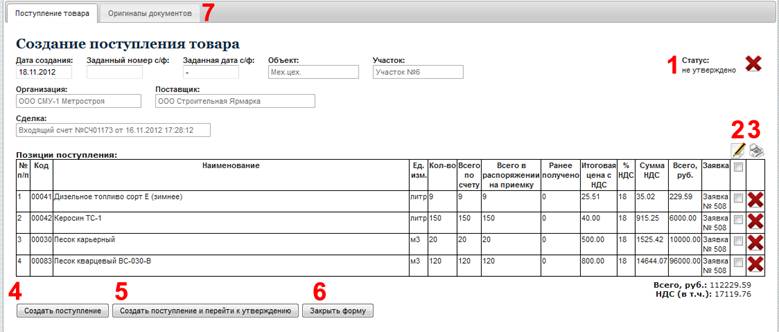 Поступление товара Оригиналы документов 7
Создание поступления товара
Дата создания: Заданный номер с/ф: Заданная дата с/ф: Объект: Участок: 1 Статус:
18.11.2012 - Мех.цех. Участок №6 не утверждено
Организация: Поставщик:
ООО СМУ-1 Метростроя ООО Строительная Ярмарка
Сделка:
Входящий счет №СЧ01173 от 16.11.2012 17:28:12
2 3
Позиции поступления:
№ п/п Код Наименование Ед. изм. Кол-во Всего по счету Всего в распоряжении на приемку Ранее получено Итоговая цена с НДС % НДС Сумма НДС Всего, руб. Заявка
1 00041 Дизельное топливо сорт Е (зимнее) литр 9 9 9 0 25.51 18 35.02 229.59 Заявка № 508
2 00042 Керосин ТС-1 литр 150 150 150 0 40.00 18 915.25 6000.00 Заявка № 508
3 00030 Песок карьерный м3 20 20 20 0 500.00 18 1525.42 10000.00 Заявка № 508
4 00083 Песок кварцевый ВС-030-В м3 120 120 120 0 800.00 18 14644.07 96000.00 Заявка № 508
Всего, руб.: 112229.59
НДС (в т.ч.): 17119.76
4 5 6
Создать поступление Создать поступление и перейти к утверждению Закрыть форму